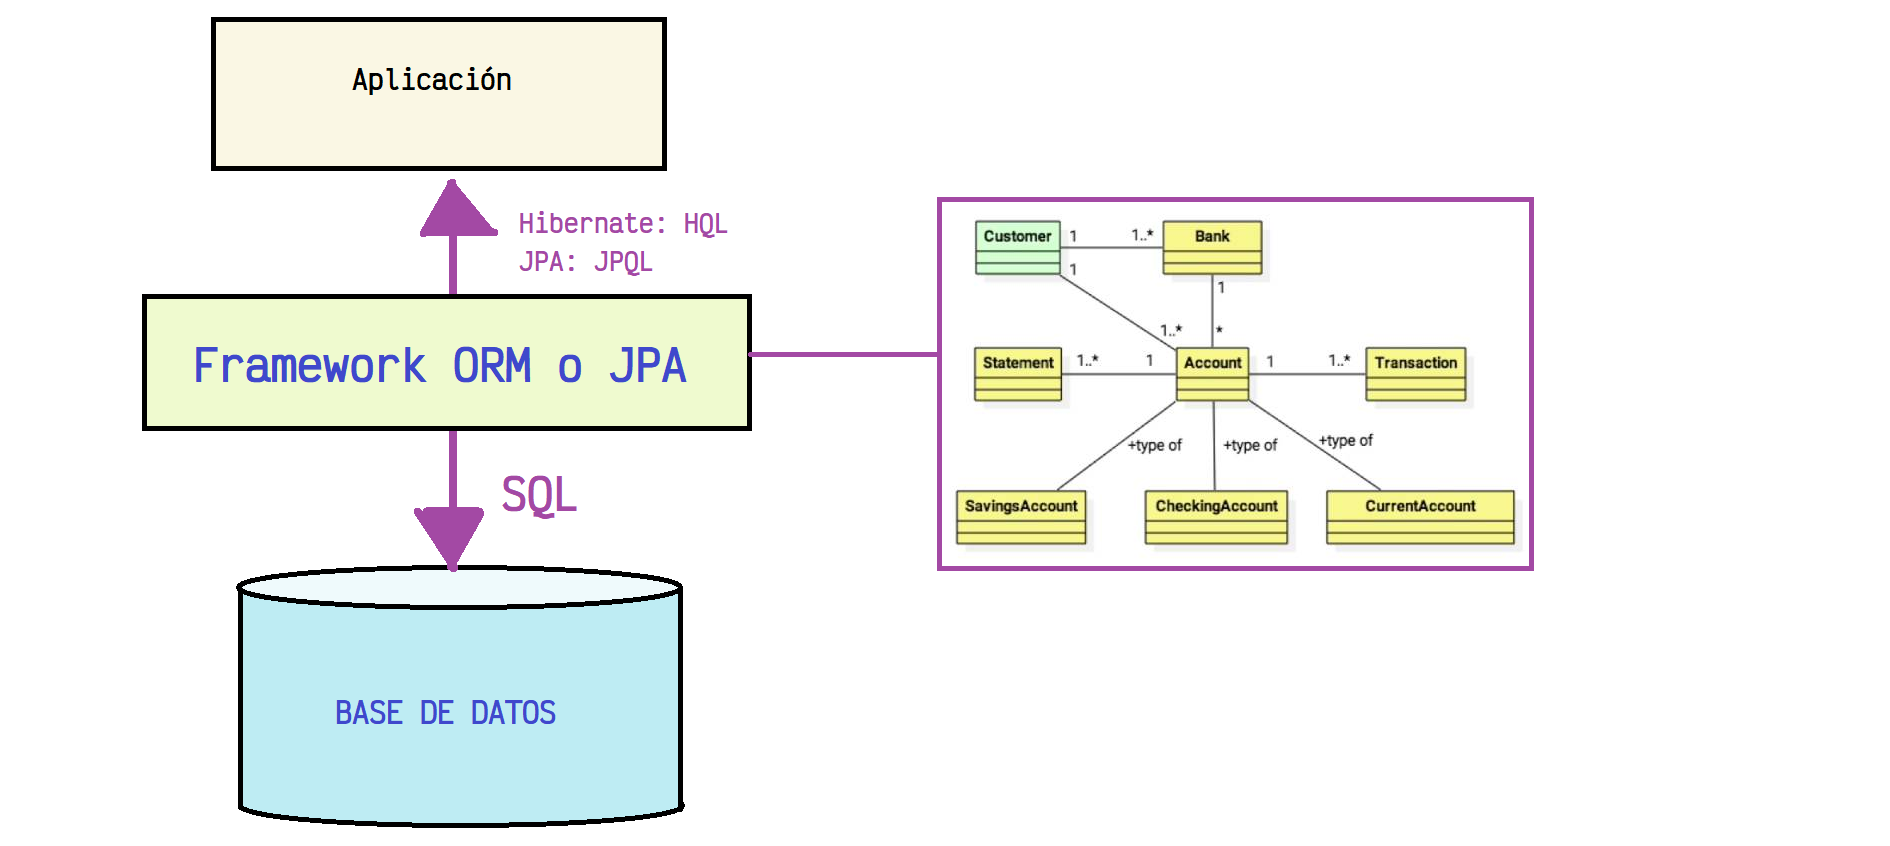 Aplicación
Hibernate: HQL
JPA: JPQL
Framework ORM o JPA
SQL
BASE DE DATOS
Customer 1 1..* Bank
1
1
1..* *
Statement 1..* 1 Account 1 1..* Transaction
+type of +type of +type of
SavingsAccount CheckingAccount CurrentAccount